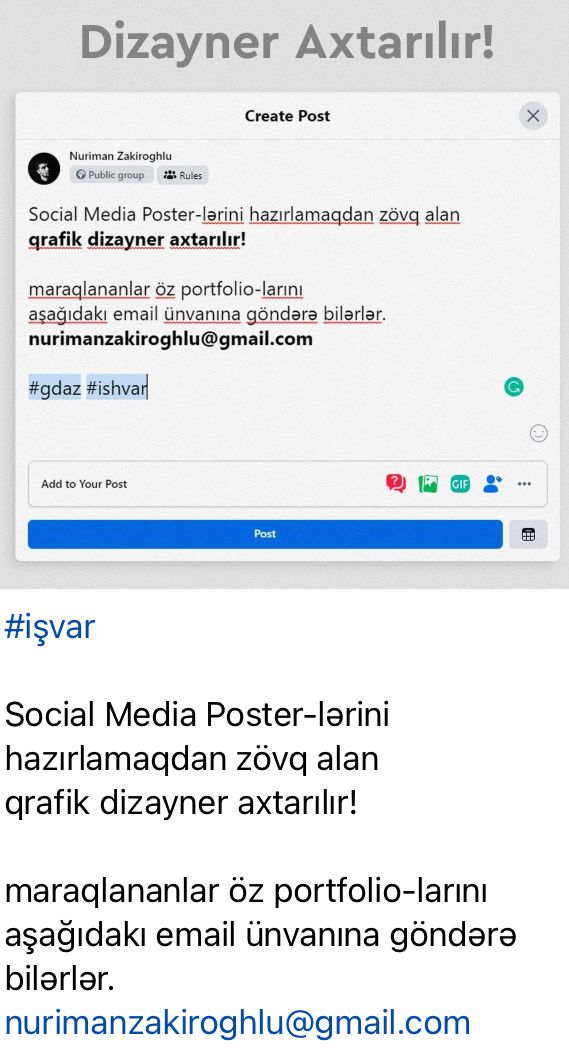 Dizayner Axtarılır!
Create Post
Nuriman Zakiroghlu
Public group Rules
Social Media Poster-lərini hazırlamaqdan zövq alan
qrafik dizayner axtarılır!
maraqlananlar öz portfolio-larını
aşağıdakı email ünvanına göndərə bilərlər.
nurimanzakiroghlu@gmail.com
#gdaz #ishvar
Add to Your Post
GIF
Post
#işvar
Social Media Poster-lərini
hazırlamaqdan zövq alan
qrafik dizayner axtarılır!
maraqlananlar öz portfolio-larını
aşağıdakı email ünvanına göndərə
bilərlər.
nurimanzakiroghlu@gmail.com